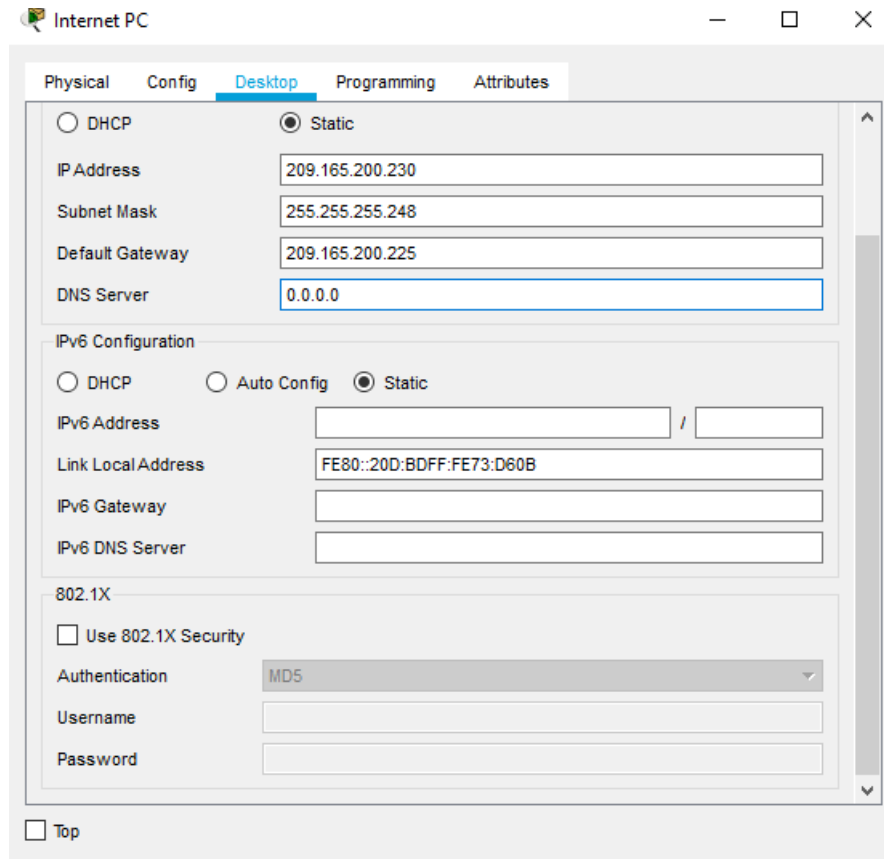 Internet PC
Physical Config Desktop Programming Attributes
DHCP Static
IP Address 209.165.200.230
Subnet Mask 255.255.255.248
Default Gateway 209.165.200.225
DNS Server 0.0.0.0
IPv6 Configuration
DHCP Auto Config Static
IPv6 Address /
Link Local Address FE80::20D:BDFF:FE73:D60B
IPv6 Gateway
IPv6 DNS Server
802.1X
Use 802.1X Security
Authentication MD5
Username
Password
Top